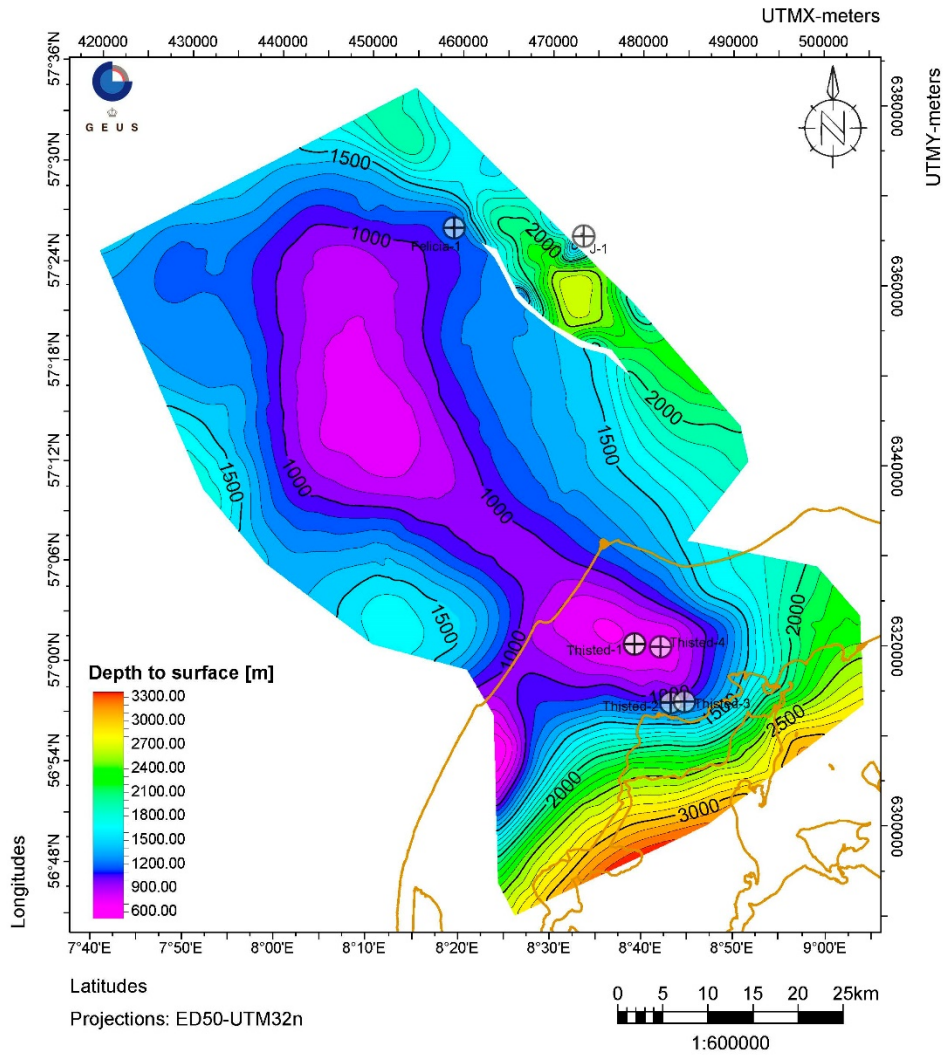 UTMX-meters
420000 430000 440000 450000 460000 470000 480000 490000 500000
57°36'N
57°30'N
57°24'N
57°18'N
57°12'N
57°06'N
57°00'N
56°54'N
56°48'N
Longitudes
UTMY-meters
6380000
6360000
6340000
6320000
6300000
GEUS
N
1500
1000
Felicia-1
2000
J-1
2000
1500
1500
1000
1000
1500
1000
2000
Thisted-1
Thisted-4
1000
Thisted-2
Thisted-3
1500
2500
2000
3000
Depth to surface [m]
3300.00
3000.00
2700.00
2400.00
2100.00
1800.00
1500.00
1200.00
900.00
600.00
7°40'E 7°50'E 8°00'E 8°10'E 8°20'E 8°30'E 8°40'E 8°50'E 9°00'E
Latitudes
Projections: ED50-UTM32n
0 5 10 15 20 25km
1:600000